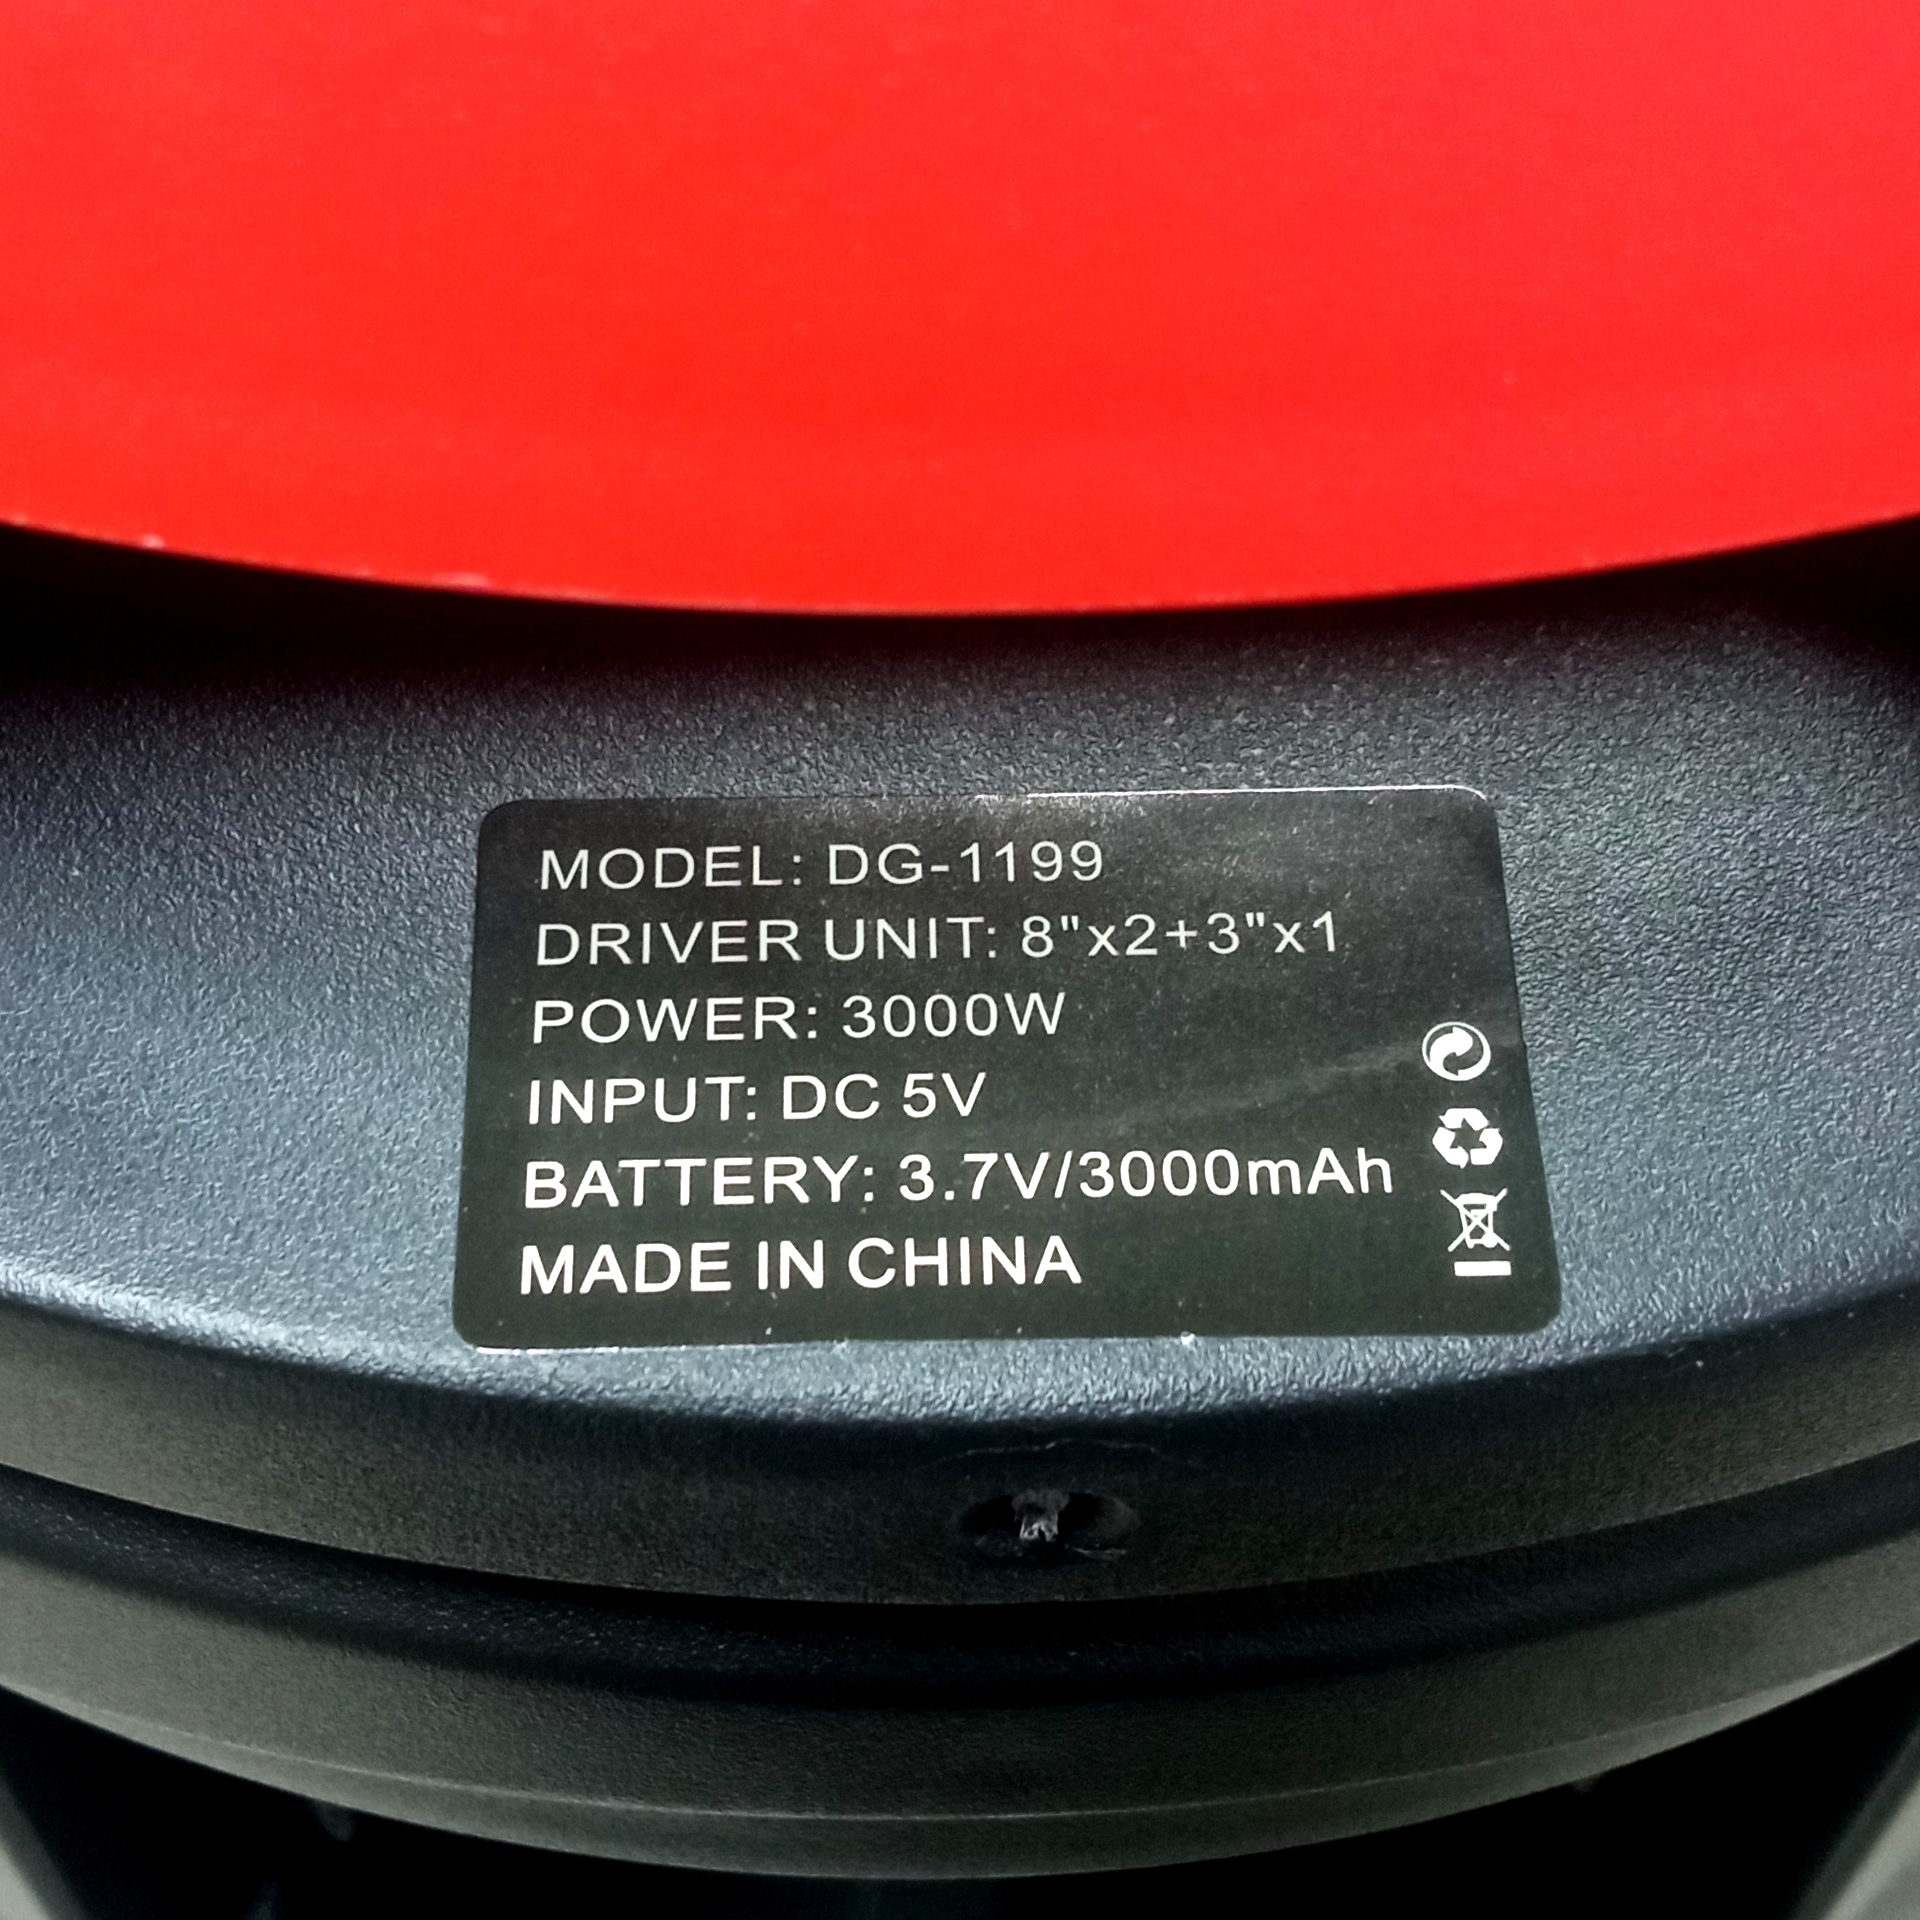 MODEL: DG-1199
DRIVER UNIT: 8"x2+3"x1
POWER: 3000W
INPUT: DC 5V
BATTERY: 3.7V/3000mAh
MADE IN CHINA